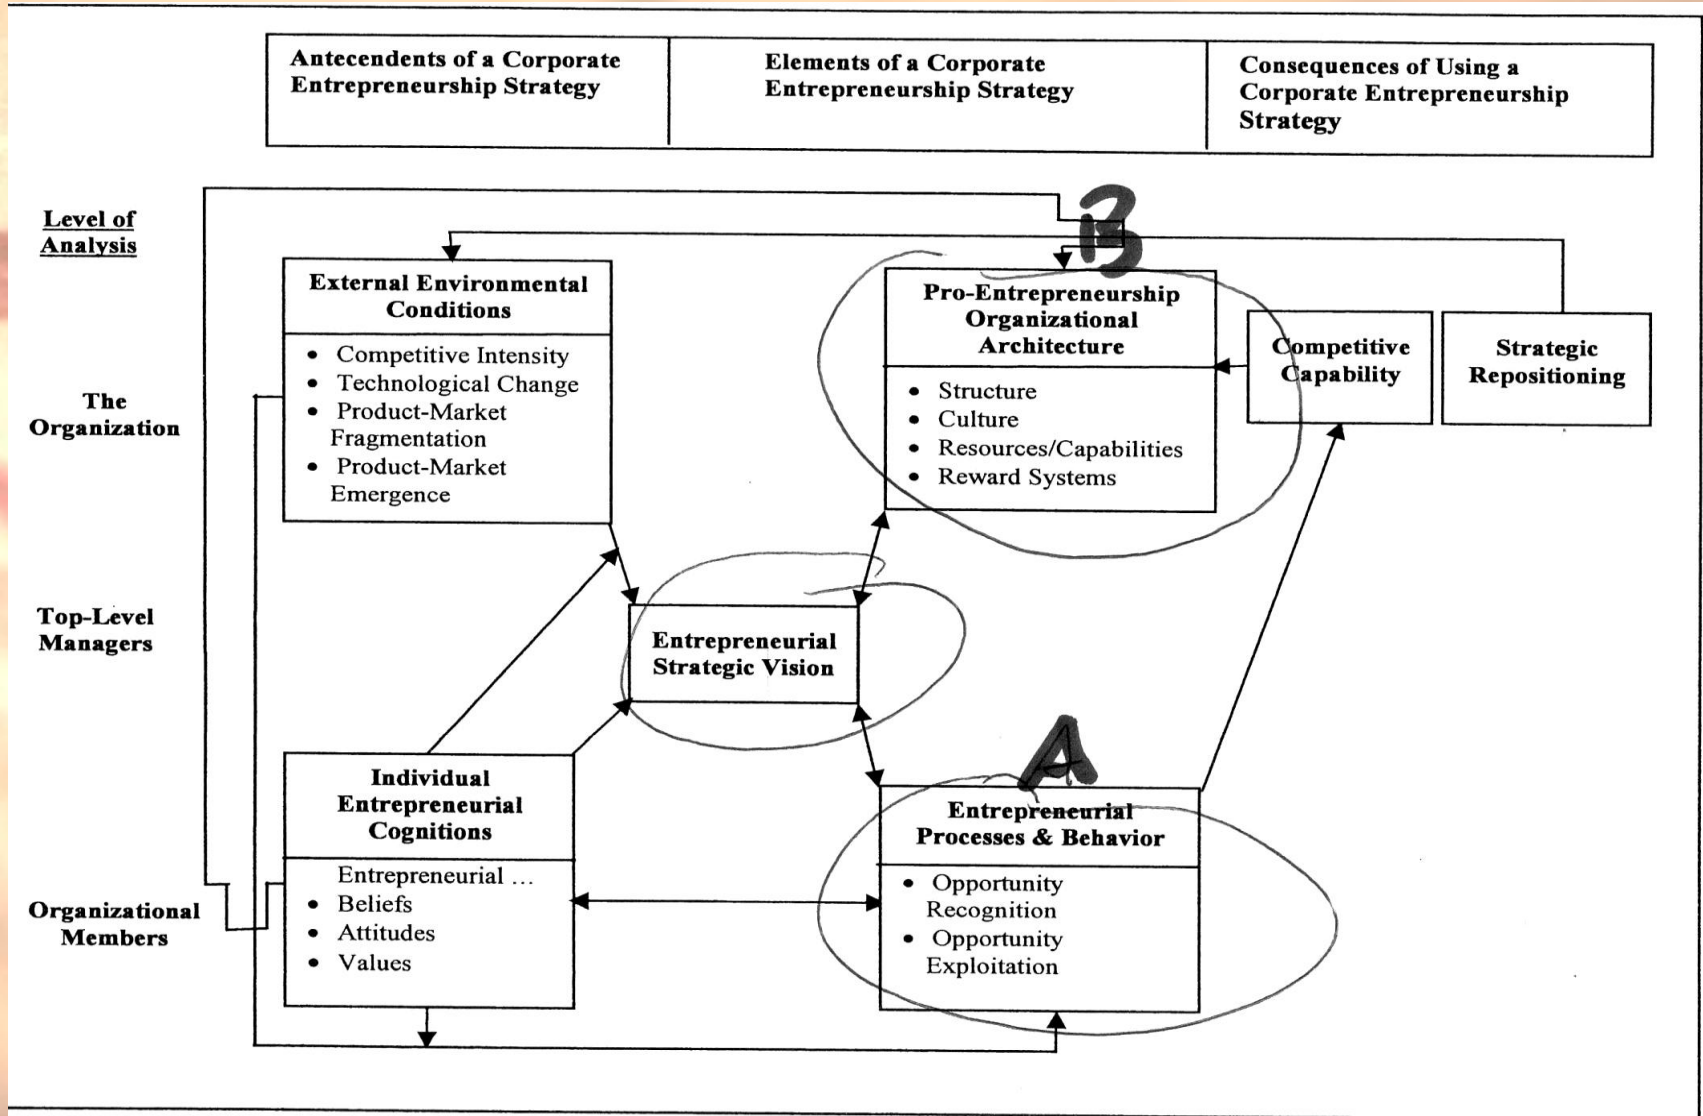 Antecendents of a Corporate
Entrepreneurship Strategy
Elements of a Corporate
Entrepreneurship Strategy
Consequences of Using a
Corporate Entrepreneurship
Strategy
Level of
Analysis
B
External Environmental
Conditions
• Competitive Intensity
• Technological Change
• Product-Market
Fragmentation
• Product-Market
Emergence
Pro-Entrepreneurship
Organizational
Architecture
• Structure
• Culture
• Resources/Capabilities
• Reward Systems
Competitive
Capability
Strategic
Repositioning
The
Organization
Top-Level
Managers
Entrepreneurial
Strategic Vision
A
Individual
Entrepreneurial
Cognitions
Entrepreneurial ...
• Beliefs
• Attitudes
• Values
Entrepreneurial
Processes & Behavior
• Opportunity
Recognition
• Opportunity
Exploitation
Organizational
Members